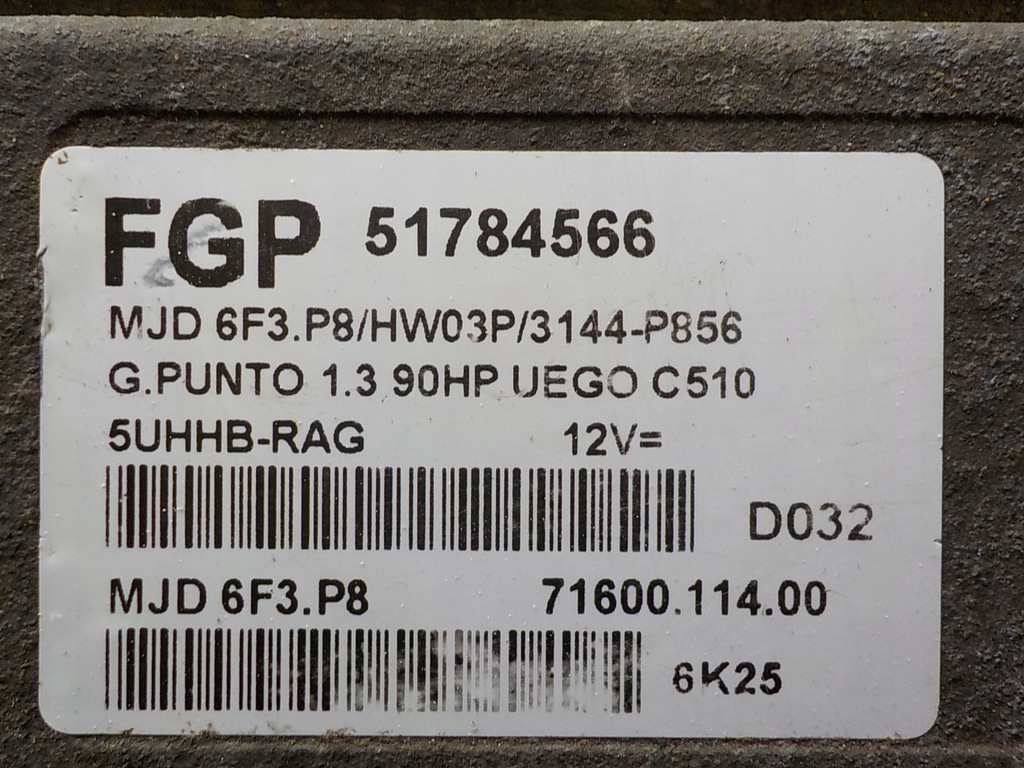 FGP 51784566
MJD 6F3.P8/HW03P/3144-P856
G.PUNTO 1.3 90HP UEGO C510
5UHHB-RAG 12V=
D032
MJD 6F3.P8 71600.114.00
6K25